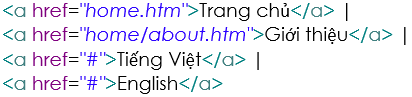 <a href="home.htm">Trang chủ</a> |
<a href="home/about.htm">Giới thiệu</a> |
<a href="#">Tiếng Việt</a> |
<a href="#">English</a>